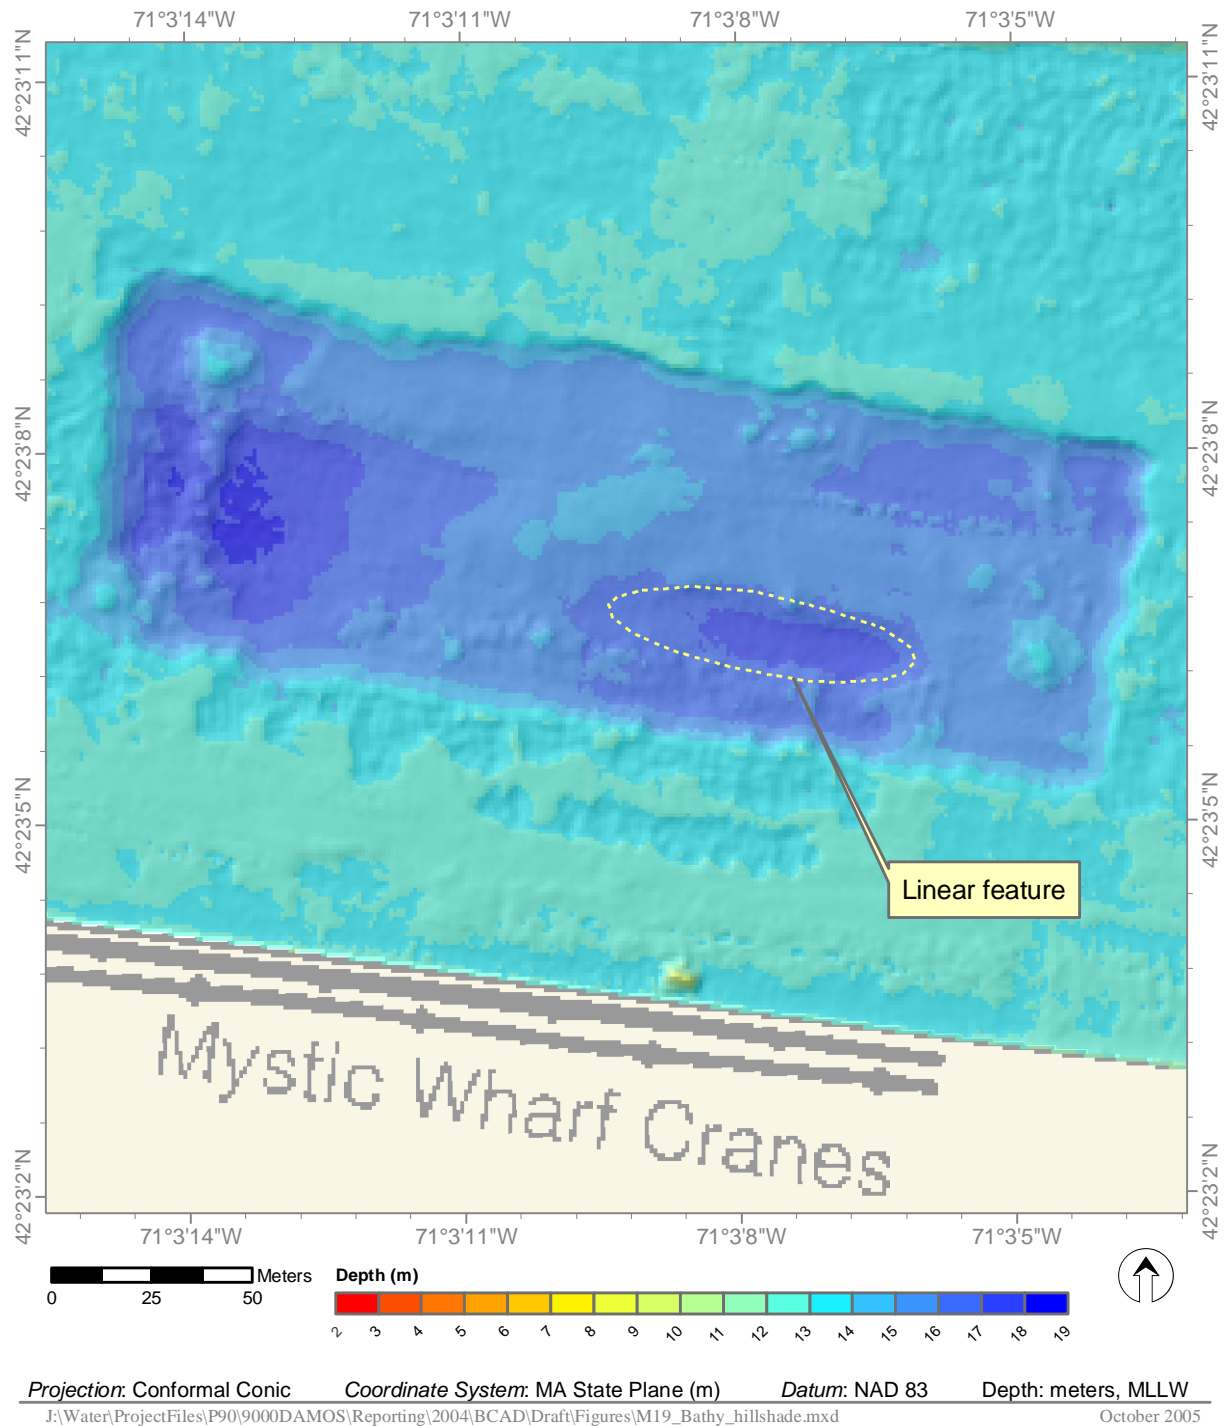 71°3'14"W 71°3'11"W 71°3'8"W 71°3'5"W
42°23'11"N 42°23'11"N
42°23'8"N 42°23'8"N
42°23'5"N 42°23'5"N
Linear feature
Mystic Wharf Cranes
42°23'2"N 42°23'2"N
71°3'14"W 71°3'11"W 71°3'8"W 71°3'5"W
Meters
0 25 50
Depth (m)
2 3 4 5 6 7 8 9 10 11 12 13 14 15 16 17 18 19
Projection: Conformal Conic Coordinate System: MA State Plane (m) Datum: NAD 83 Depth: meters, MLLW
J:\Water\ProjectFiles\P90\9000DAMOS\Reporting\2004\BCAD\Draft\Figures\M19_Bathy_hillshade.mxd October 2005